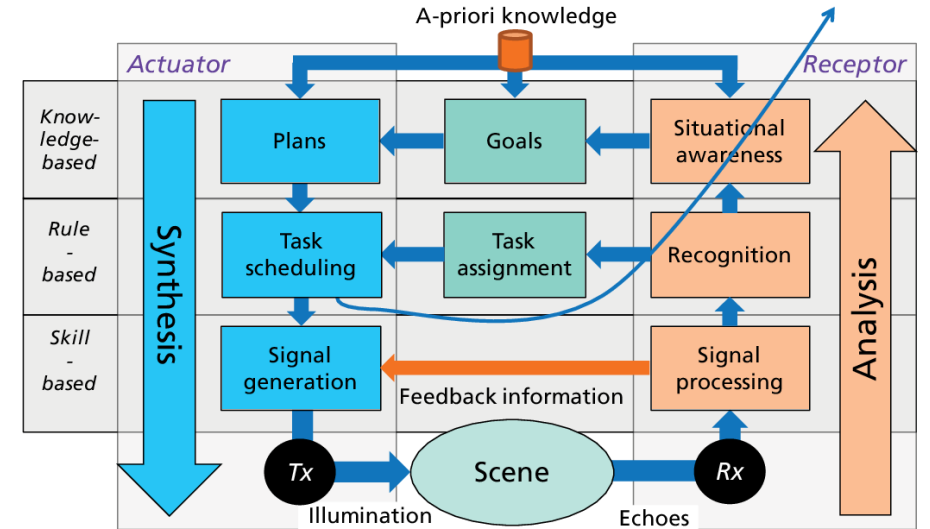 A-priori knowledge
Actuator
Receptor
Know-
ledge-
based
Plans
Goals
Situational
awareness
Rule
-
based
Task
scheduling
Task
assignment
Recognition
Skill
-
based
Signal
generation
Feedback information
Signal
processing
Synthesis
Analysis
Tx
Scene
Rx
Illumination
Echoes